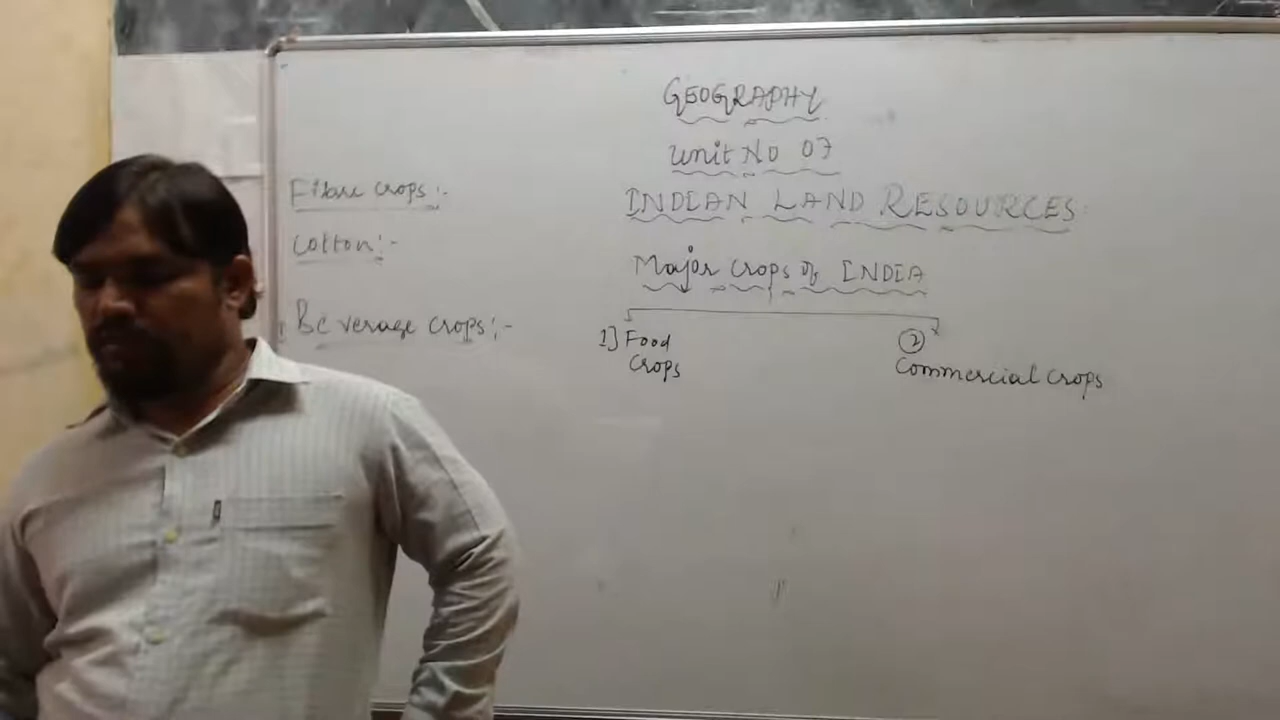 GEOGRAPHY
Unit No 07
INDIAN LAND RESOURCES
Major Crops of INDIA
1] Food
Crops
②
Commercial Crops
Fibre Crops :-
Cotton :-
Beverage Crops :-